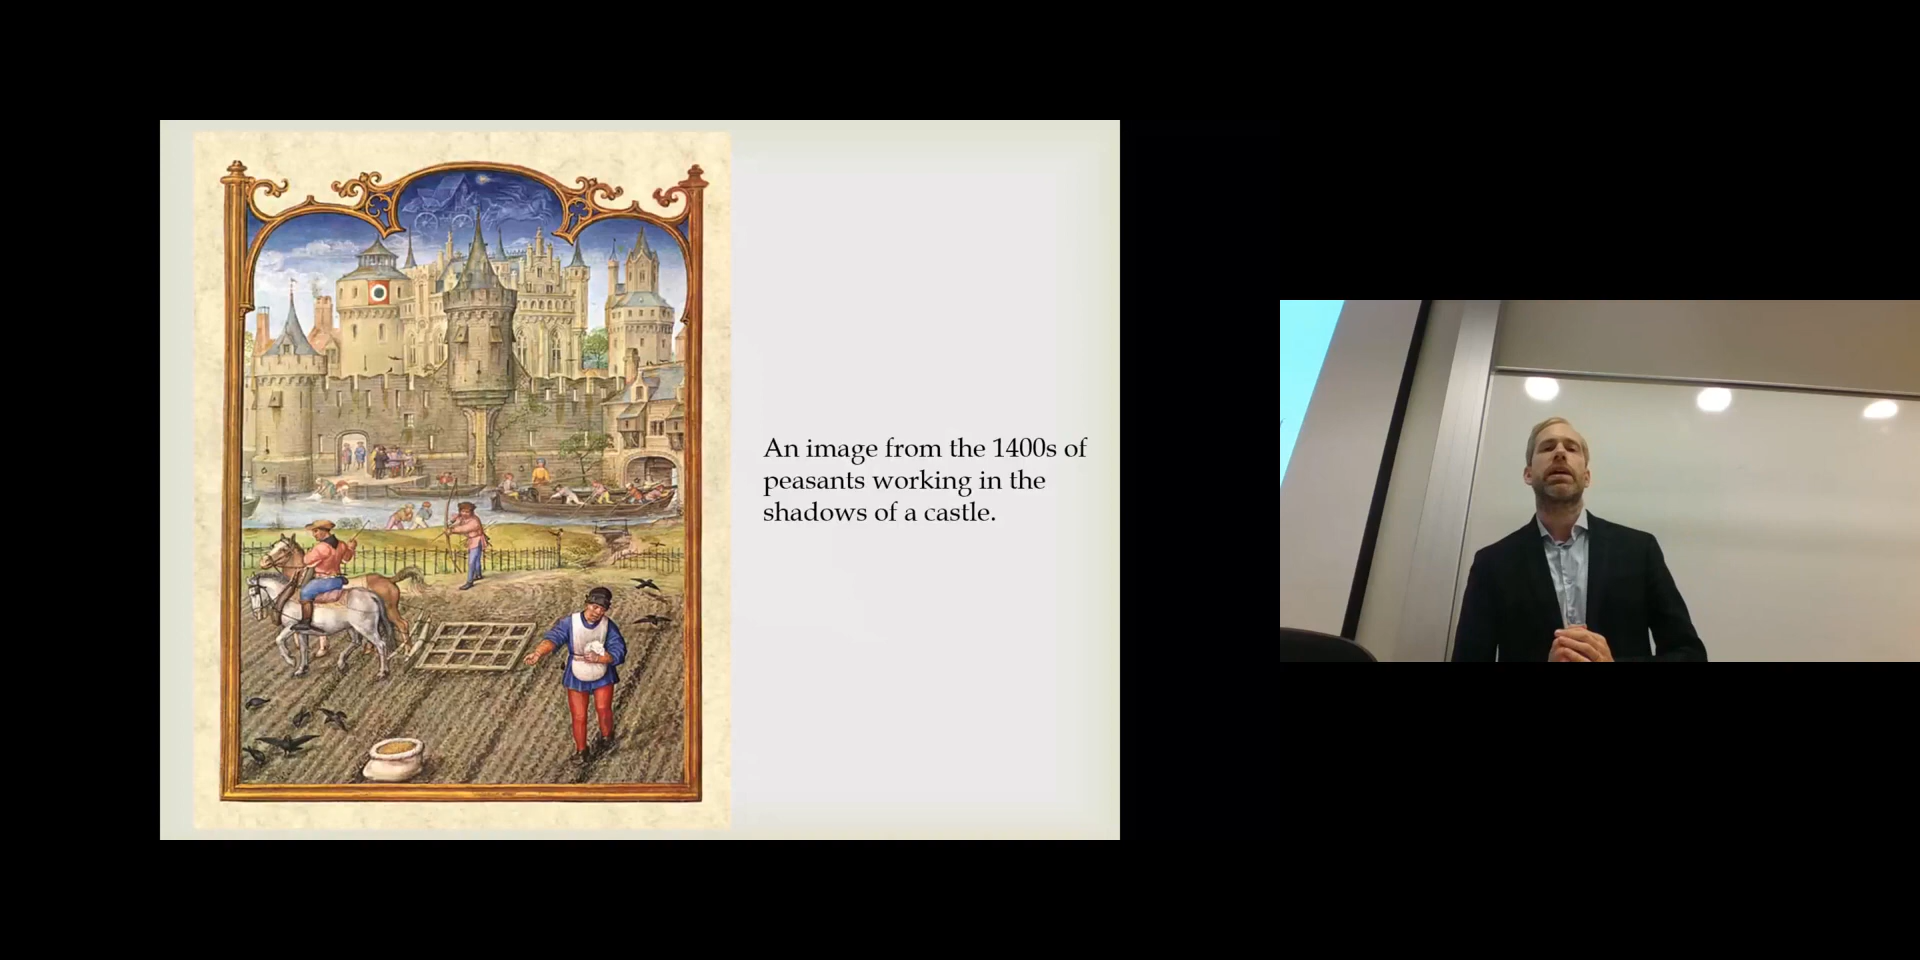 An image from the 1400s of
peasants working in the
shadows of a castle.